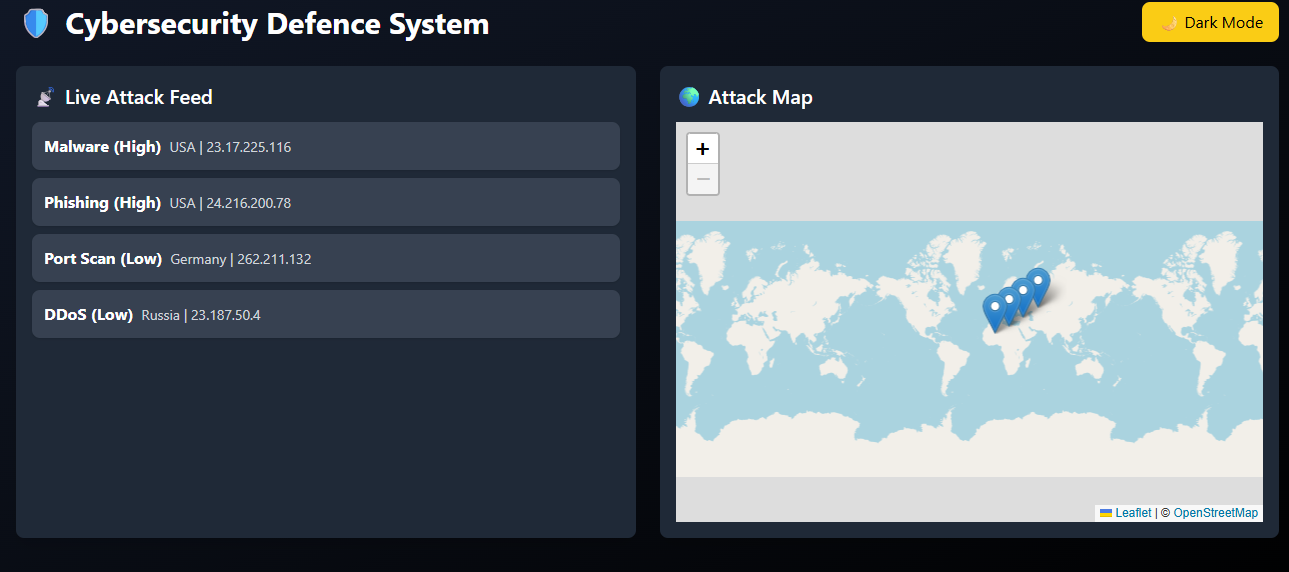 Cybersecurity Defence System
Dark Mode
Live Attack Feed
Malware (High) USA | 23.17.225.116
Phishing (High) USA | 24.216.200.78
Port Scan (Low) Germany | 262.211.132
DDoS (Low) Russia | 23.187.50.4
Attack Map
+
−
Leaflet | © OpenStreetMap